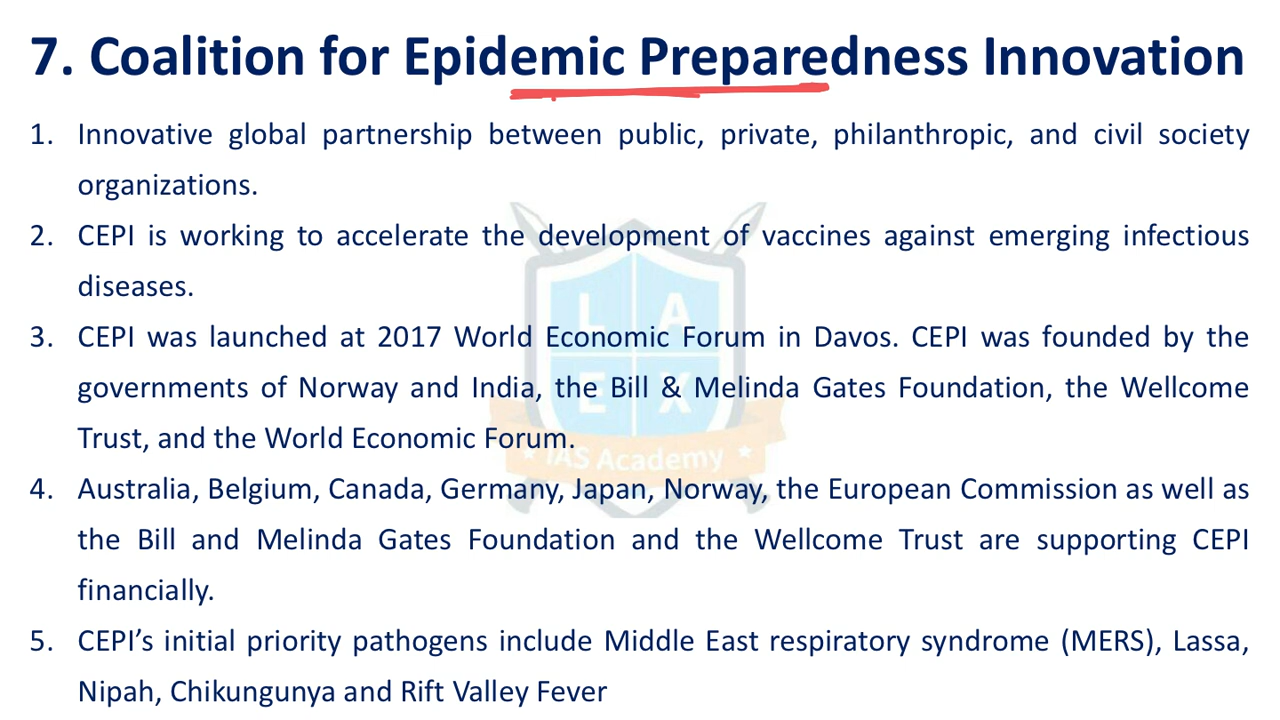 7. Coalition for Epidemic Preparedness Innovation
1. Innovative global partnership between public, private, philanthropic, and civil society
organizations.
2. CEPI is working to accelerate the development of vaccines against emerging infectious
diseases.
3. CEPI was launched at 2017 World Economic Forum in Davos. CEPI was founded by the
governments of Norway and India, the Bill & Melinda Gates Foundation, the Wellcome
Trust, and the World Economic Forum.
4. Australia, Belgium, Canada, Germany, Japan, Norway, the European Commission as well as
the Bill and Melinda Gates Foundation and the Wellcome Trust are supporting CEPI
financially.
5. CEPI’s initial priority pathogens include Middle East respiratory syndrome (MERS), Lassa,
Nipah, Chikungunya and Rift Valley Fever
L A
E X
IAS Academy